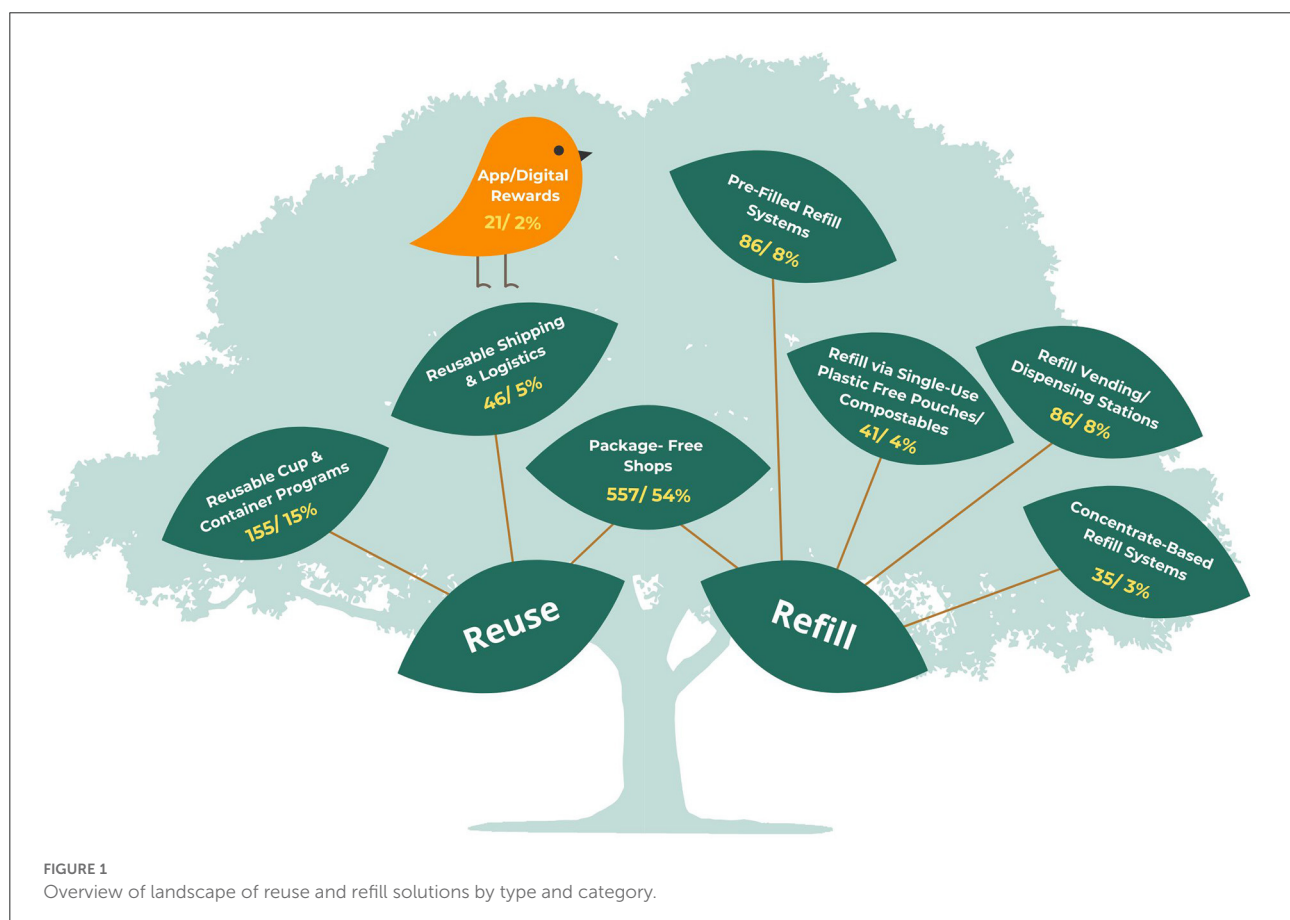 App/Digital
Rewards
21/ 2%
Pre-Filled Refill
Systems
86/ 8%
Reusable Shipping
& Logistics
46/ 5%
Refill via Single-Use
Plastic Free Pouches/
Compostables
41/ 4%
Refill Vending/
Dispensing Stations
86/ 8%
Reusable Cup &
Container Programs
155/ 15%
Package- Free
Shops
557/ 54%
Concentrate-Based
Refill Systems
35/ 3%
Reuse
Refill
FIGURE 1
Overview of landscape of reuse and refill solutions by type and category.